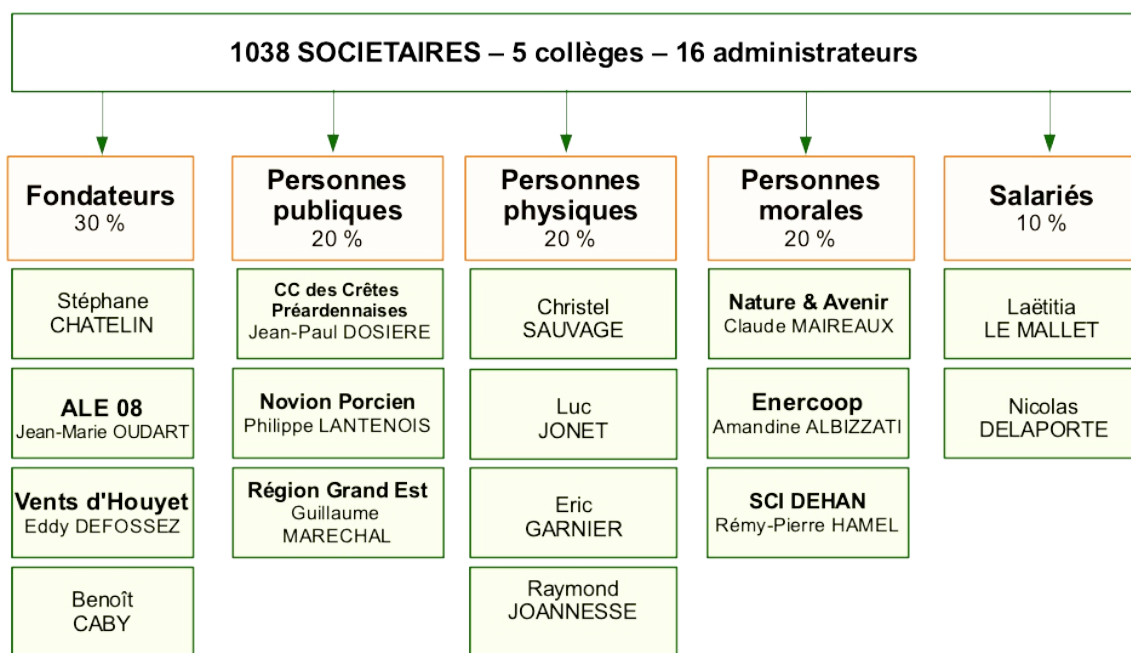 1038 SOCIETAIRES – 5 collèges – 16 administrateurs
Fondateurs
30 %
Stéphane
CHATELIN
ALE 08
Jean-Marie OUDART
Vents d'Houyet
Eddy DEFOSSEZ
Benoît
CABY
Personnes
publiques
20 %
CC des Crêtes
Préardennaises
Jean-Paul DOSIERE
Novion Porcien
Philippe LANTENOIS
Région Grand Est
Guillaume
MARECHAL
Personnes
physiques
20 %
Christel
SAUVAGE
Luc
JONET
Eric
GARNIER
Raymond
JOANNESSE
Personnes
morales
20 %
Nature & Avenir
Claude MAIREAUX
Enercoop
Amandine ALBIZZATI
SCI DEHAN
Rémy-Pierre HAMEL
Salariés
10 %
Laëtitia
LE MALLET
Nicolas
DELAPORTE